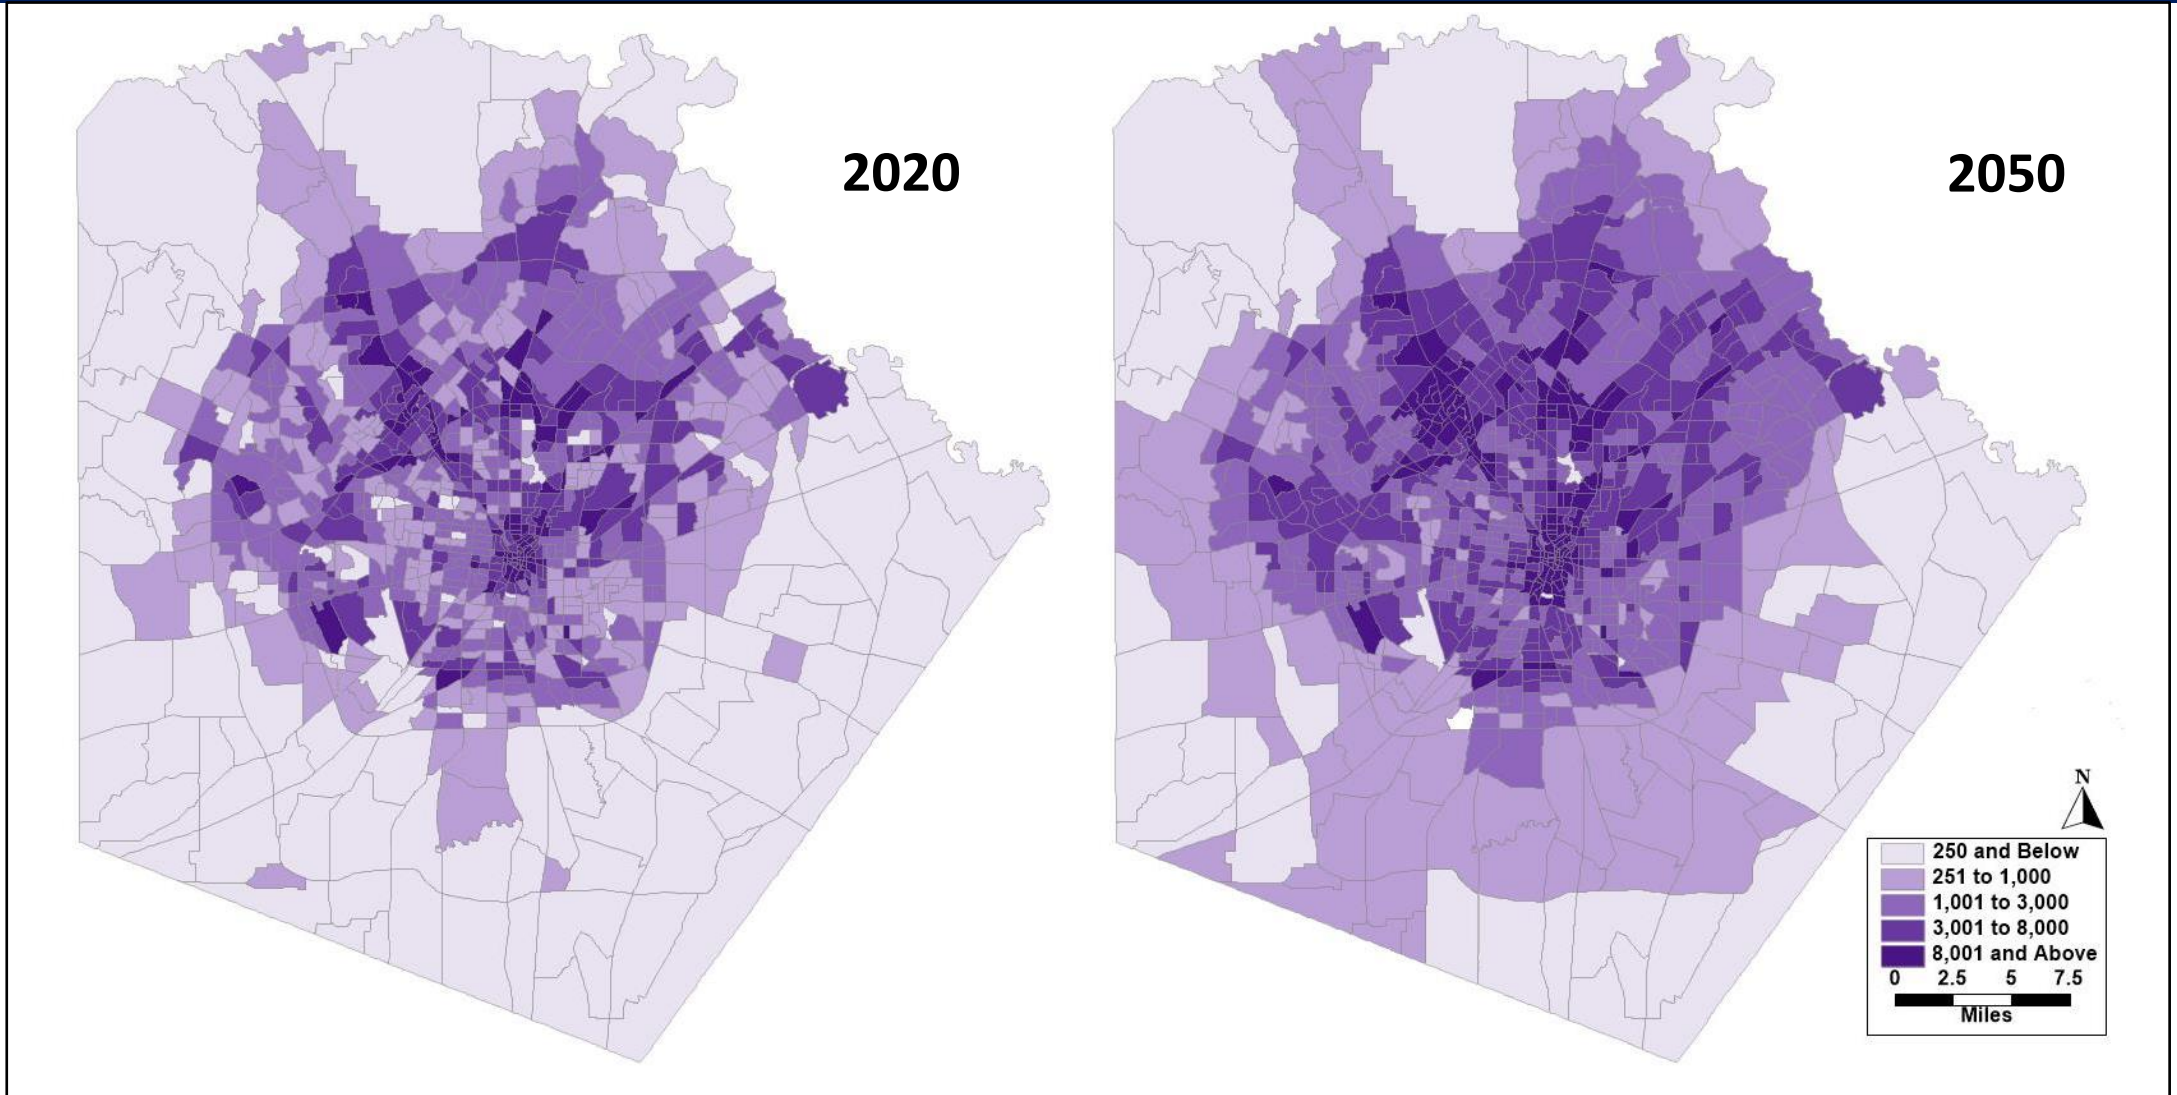 2020
2050
N
250 and Below
251 to 1,000
1,001 to 3,000
3,001 to 8,000
8,001 and Above
0 2.5 5 7.5
Miles